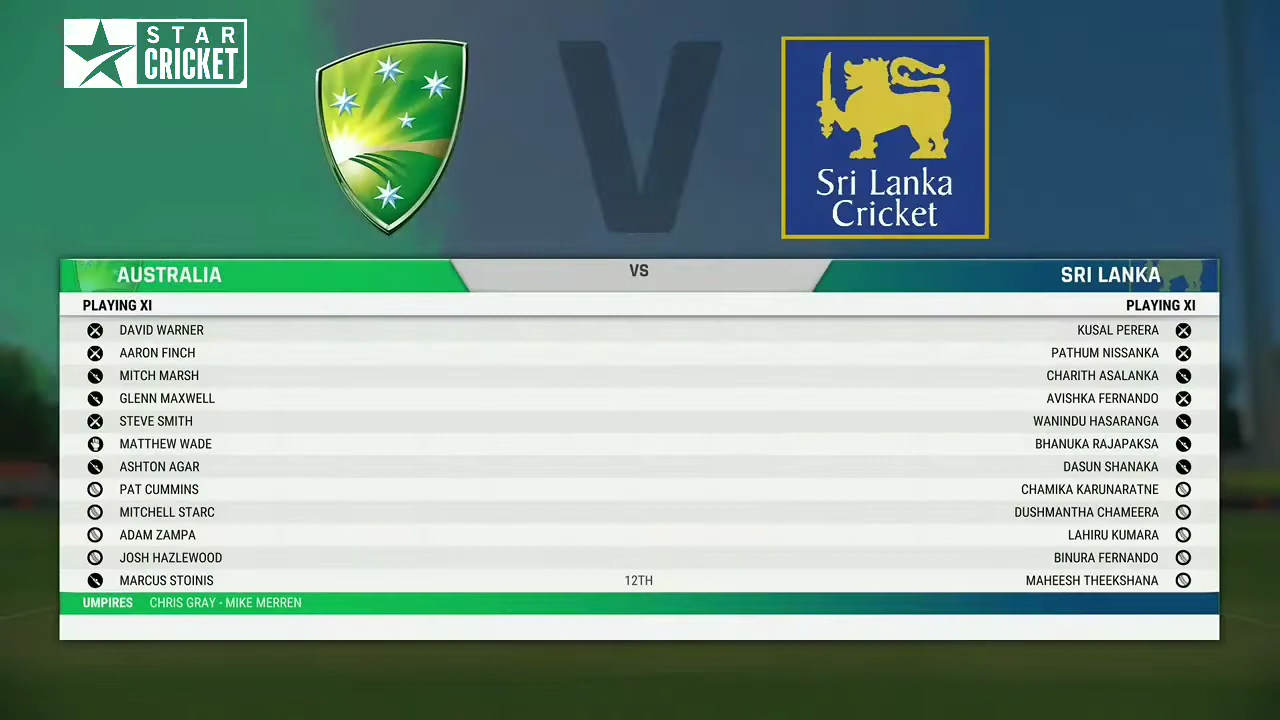 STAR
CRICKET
V
Sri Lanka
Cricket
AUSTRALIA VS SRI LANKA
PLAYING XI PLAYING XI
DAVID WARNER KUSAL PERERA
AARON FINCH PATHUM NISSANKA
MITCH MARSH CHARITH ASALANKA
GLENN MAXWELL AVISHKA FERNANDO
STEVE SMITH WANINDU HASARANGA
MATTHEW WADE BHANUKA RAJAPAKSA
ASHTON AGAR DASUN SHANAKA
PAT CUMMINS CHAMIKA KARUNARATNE
MITCHELL STARC DUSHMANTHA CHAMEERA
ADAM ZAMPA LAHIRU KUMARA
JOSH HAZLEWOOD BINURA FERNANDO
MARCUS STOINIS 12TH MAHEESH THEEKSHANA
UMPIRES CHRIS GRAY - MIKE MERREN